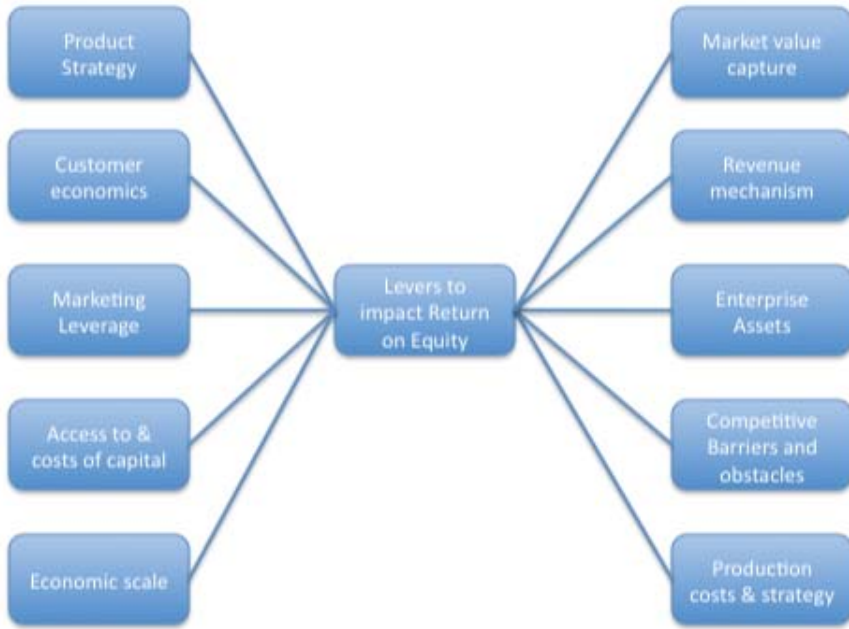 Product
Strategy
Customer
economics
Marketing
Leverage
Access to &
costs of capital
Economic scale
Levers to
impact Return
on Equity
Market value
capture
Revenue
mechanism
Enterprise
Assets
Competitive
Barriers and
obstacles
Production
costs & strategy